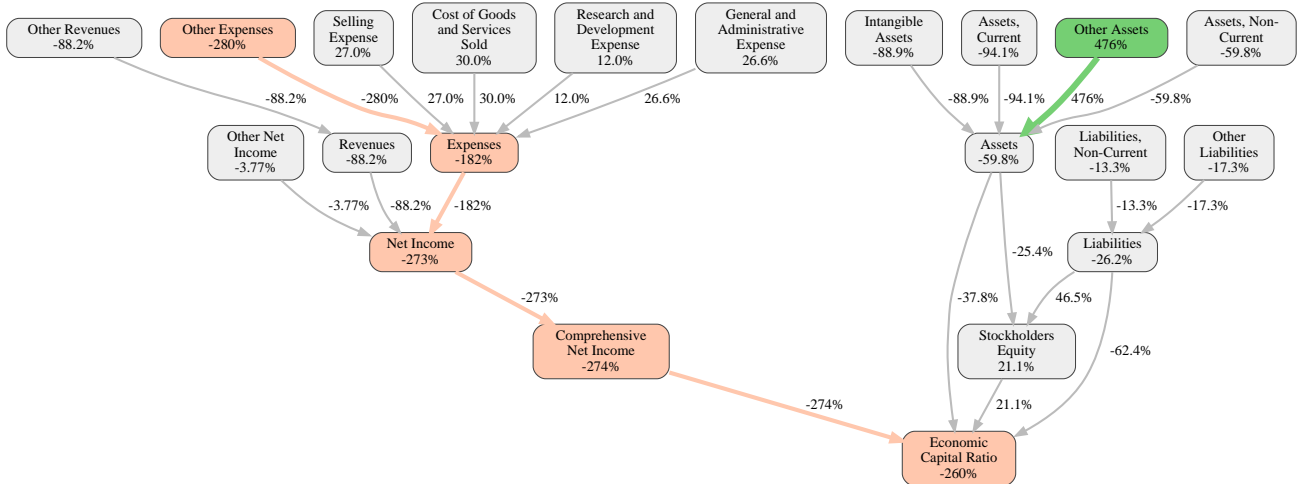 Other Revenues
-88.2%
Other Expenses
-280%
Selling
Expense
27.0%
Cost of Goods
and Services
Sold
30.0%
Research and
Development
Expense
12.0%
General and
Administrative
Expense
26.6%
Intangible
Assets
-88.9%
Assets,
Current
-94.1%
Other Assets
476%
Assets, Non-
Current
-59.8%
-88.2%
-280%
27.0%
30.0%
12.0%
26.6%
-88.9%
-94.1%
476%
-59.8%
Other Net
Income
-3.77%
Revenues
-88.2%
Expenses
-182%
Assets
-59.8%
Liabilities,
Non-Current
-13.3%
Other
Liabilities
-17.3%
-3.77%
-88.2%
-182%
-13.3%
-17.3%
Net Income
-273%
-25.4%
Liabilities
-26.2%
-273%
-37.8%
46.5%
Comprehensive
Net Income
-274%
Stockholders
Equity
21.1%
-62.4%
-274%
21.1%
Economic
Capital Ratio
-260%